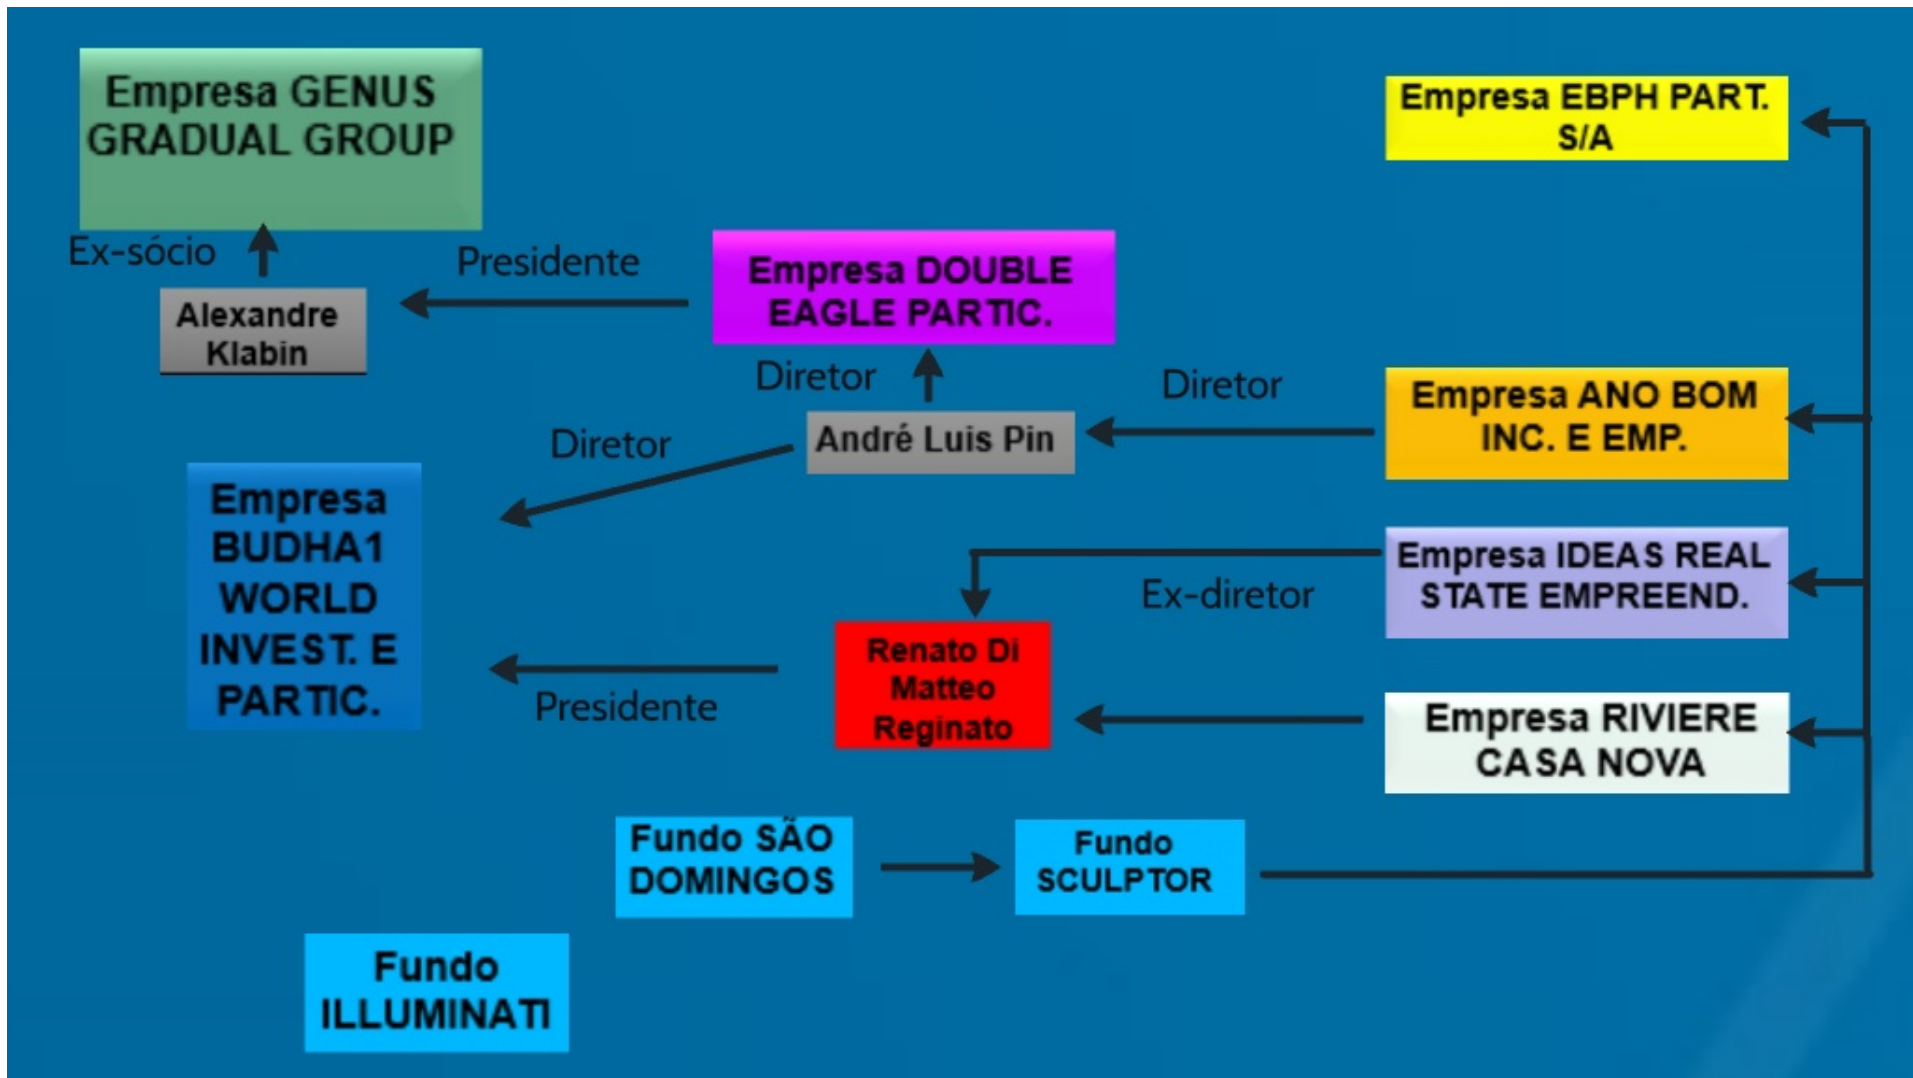 Empresa GENUS
GRADUAL GROUP
Empresa EBPH PART.
S/A
Ex-sócio
Presidente
Empresa DOUBLE
EAGLE PARTIC.
Alexandre
Klabin
Diretor
Diretor
Empresa ANO BOM
INC. E EMP.
André Luis Pin
Diretor
Empresa
BUDHA1
WORLD
INVEST. E
PARTIC.
Empresa IDEAS REAL
STATE EMPREEND.
Ex-diretor
Renato Di
Matteo
Reginato
Presidente
Empresa RIVIERE
CASA NOVA
Fundo SÃO
DOMINGOS
Fundo
SCULPTOR
Fundo
ILLUMINATI